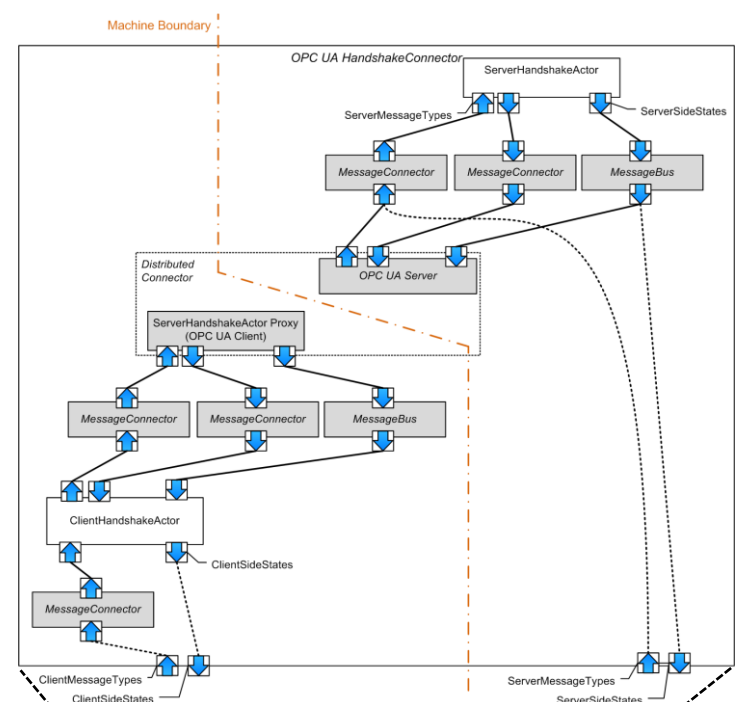 Machine Boundary
OPC UA HandshakeConnector
ServerHandshakeActor
ServerMessageTypes
ServerSideStates
MessageConnector
MessageConnector
MessageBus
Distributed
Connector
OPC UA Server
ServerHandshakeActor Proxy
(OPC UA Client)
MessageConnector
MessageConnector
MessageBus
ClientHandshakeActor
ClientSideStates
MessageConnector
ClientMessageTypes
ClientSideStates
ServerMessageTypes
ServerSideStates